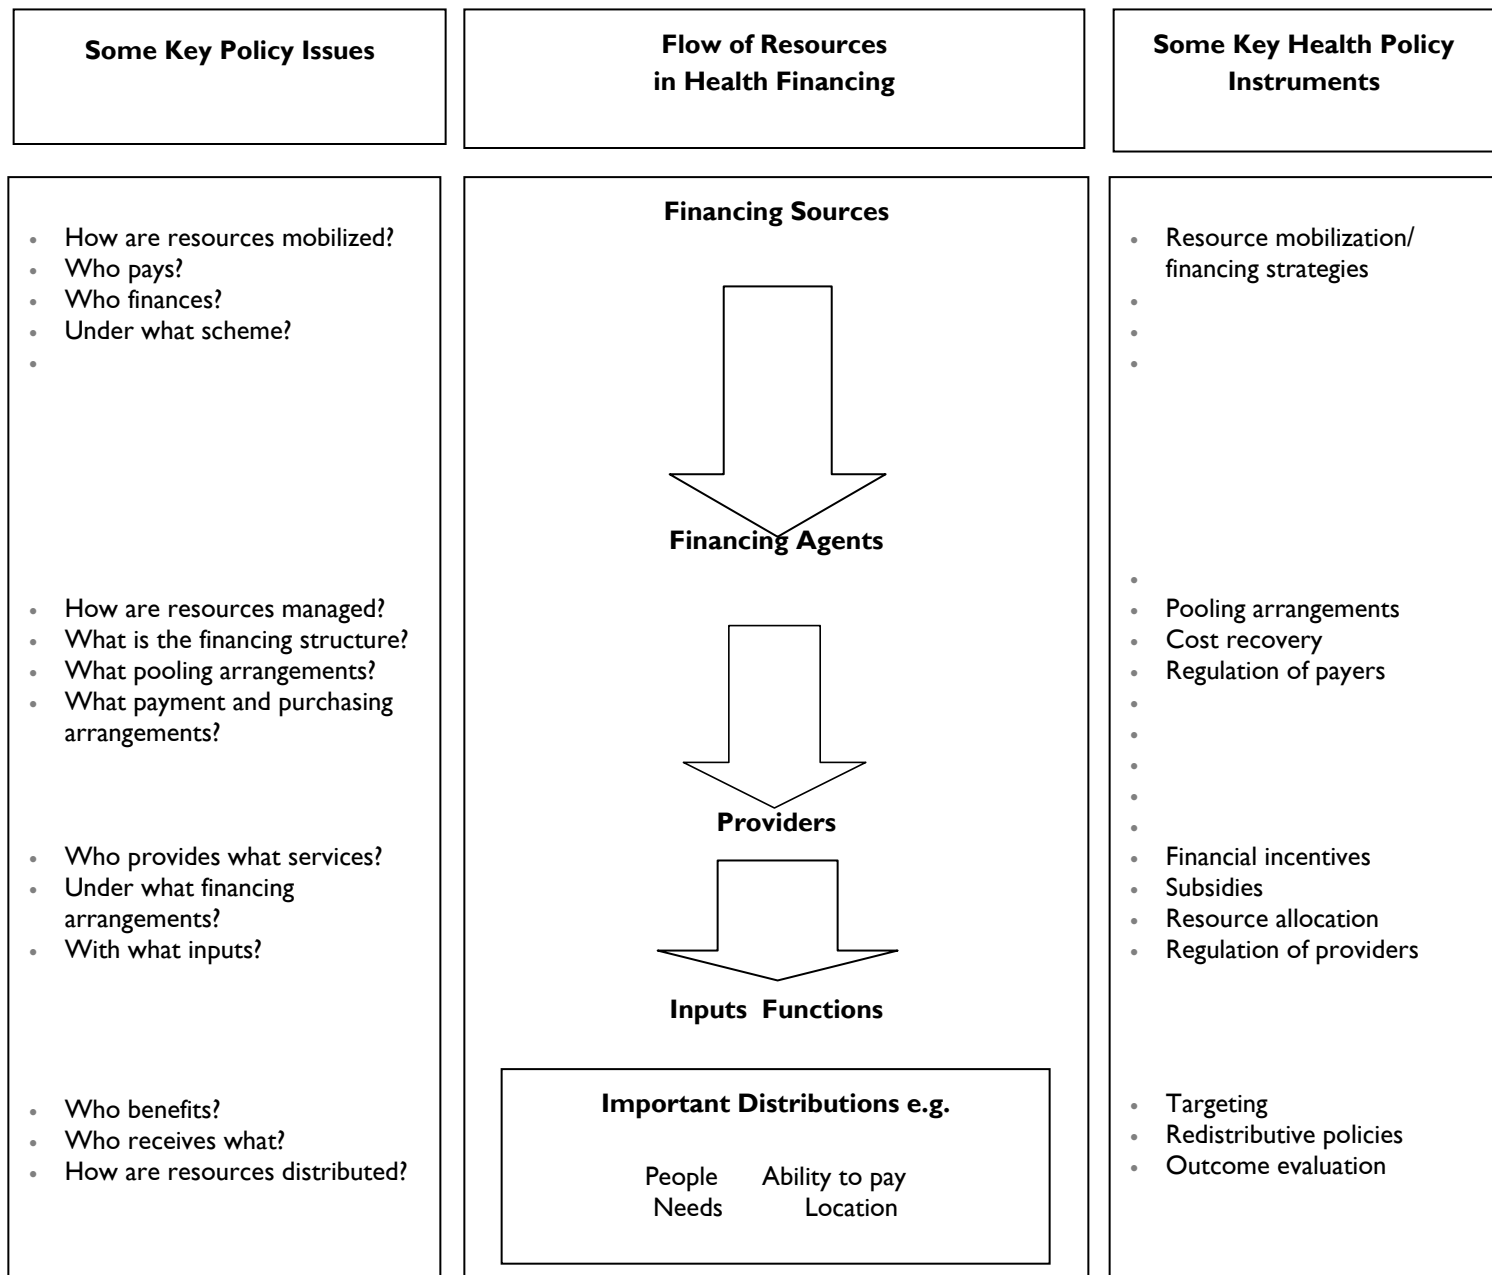 Some Key Policy Issues
Flow of Resources
in Health Financing
Some Key Health Policy
Instruments
• How are resources mobilized?
• Who pays?
• Who finances?
• Under what scheme?
•
• How are resources managed?
• What is the financing structure?
• What pooling arrangements?
• What payment and purchasing
arrangements?
• Who provides what services?
• Under what financing
arrangements?
• With what inputs?
• Who benefits?
• Who receives what?
• How are resources distributed?
Financing Sources
Financing Agents
Providers
Inputs Functions
Important Distributions e.g.
People Ability to pay
Needs Location
• Resource mobilization/
financing strategies
•
•
•
•
• Pooling arrangements
• Cost recovery
• Regulation of payers
•
•
•
•
•
• Financial incentives
• Subsidies
• Resource allocation
• Regulation of providers
• Targeting
• Redistributive policies
• Outcome evaluation